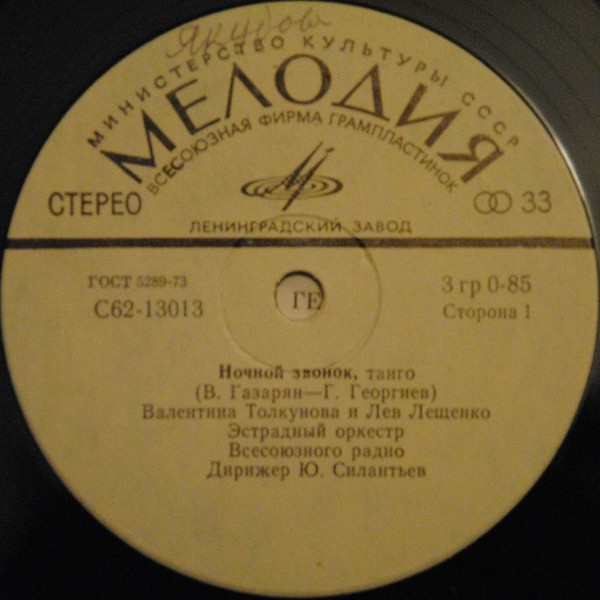 Якубова
МИНИСТЕРСТВО КУЛЬТУРЫ СССР
МЕЛОДИЯ
ВСЕСОЮЗНАЯ ФИРМА ГРАМПЛАСТИНОК
СТЕРЕО
33
ЛЕНИНГРАДСКИЙ ЗАВОД
ГОСТ 5289-73
С62-13013
ГЕ
3 гр 0-85
Сторона 1
Ночной звонок, танго
(В. Газарян—Г. Георгиев)
Валентина Толкунова и Лев Лещенко
Эстрадный оркестр
Всесоюзного радио
Дирижер Ю. Силантьев